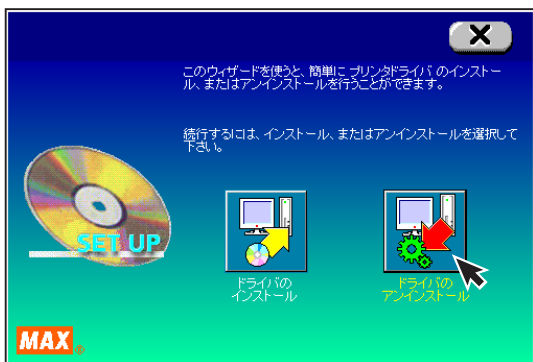 このウィザードを使うと、簡単に プリンタドライバ のインストー
ル、またはアンインストールを行うことができます。
続行するには、インストール、またはアンインストールを選択して
下さい。
SET UP
ドライバの
インストール
ドライバの
アンインストール
MAX®